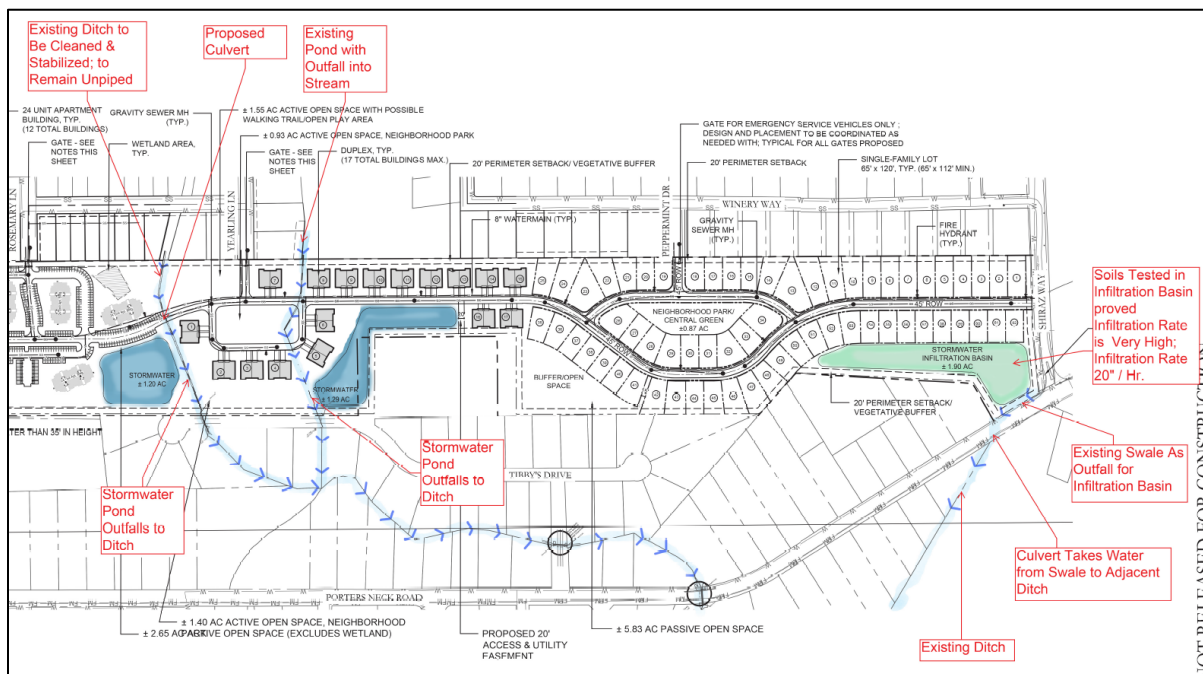 Existing Ditch to
Be Cleaned &
Stabilized; to
Remain Unpiped
Proposed
Culvert
Existing
Pond with
Outfall into
Stream
24 UNIT APARTMENT
BUILDING, TYP.
(12 TOTAL BUILDINGS)
GRAVITY SEWER MH
(TYP.)
± 1.55 AC ACTIVE OPEN SPACE WITH POSSIBLE
WALKING TRAIL/OPEN PLAY AREA
± 0.93 AC ACTIVE OPEN SPACE, NEIGHBORHOOD PARK
GATE - SEE
NOTES THIS
SHEET
WETLAND AREA,
TYP.
GATE - SEE
NOTES THIS
SHEET
DUPLEX, TYP.
(17 TOTAL BUILDINGS MAX.)
20' PERIMETER SETBACK/ VEGETATIVE BUFFER
GATE FOR EMERGENCY SERVICE VEHICLES ONLY ;
DESIGN AND PLACEMENT TO BE COORDINATED AS
NEEDED WITH; TYPICAL FOR ALL GATES PROPOSED
20' PERIMETER SETBACK
SINGLE-FAMILY LOT
65' x 120', TYP. (65' x 112' MIN.)
ROSEMARY LN
YEARLING LN
PEPPERMINT DR
WINERY WAY
SHIRAZ WAY
8" WATERMAIN (TYP.)
GRAVITY
SEWER MH
(TYP.)
FIRE
HYDRANT
(TYP.)
45' ROW
45' ROW
45' ROW
NEIGHBORHOOD PARK/
CENTRAL GREEN
±0.87 AC
Soils Tested in
Infiltration Basin
proved
Infiltration Rate
is Very High;
Infiltration Rate
20" / Hr.
STORMWATER
± 1.20 AC
STORMWATER
± 1.29 AC
BUFFER/OPEN
SPACE
STORMWATER
INFILTRATION BASIN
± 1.90 AC
20' PERIMETER SETBACK/
VEGETATIVE BUFFER
TER THAN 35' IN HEIGHT
Stormwater
Pond
Outfalls to
Ditch
Stormwater
Pond
Outfalls to
Ditch
TIBBY'S DRIVE
Existing Swale As
Outfall for
Infiltration Basin
Culvert Takes Water
from Swale to Adjacent
Ditch
PORTERS NECK ROAD
± 1.40 AC ACTIVE OPEN SPACE, NEIGHBORHOOD
PARK
± 2.65 AC PASSIVE OPEN SPACE (EXCLUDES WETLAND)
PROPOSED 20'
ACCESS & UTILITY
EASEMENT
± 5.83 AC PASSIVE OPEN SPACE
Existing Ditch
NOT RELEASED FOR CONSTRUCTION